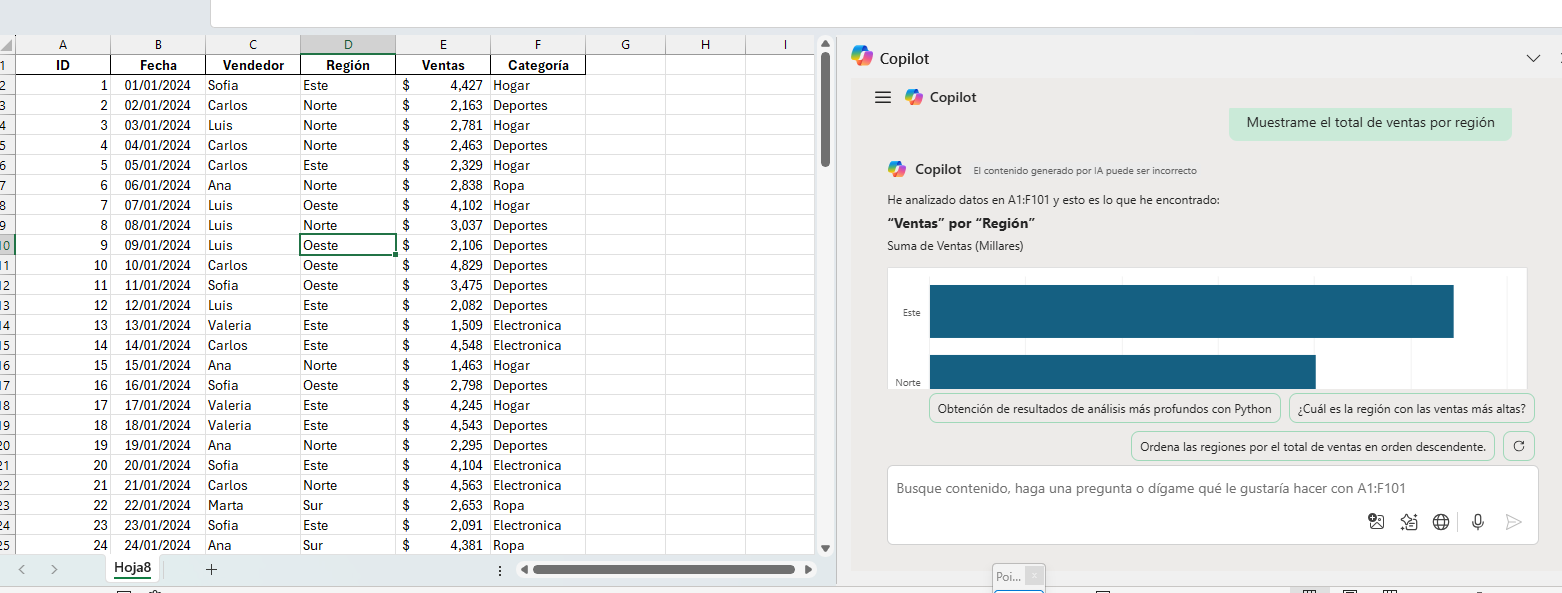 A B C D E F G H I
1 ID Fecha Vendedor Región Ventas Categoría
2 1 01/01/2024 Sofia Este $ 4,427 Hogar
3 2 02/01/2024 Carlos Norte $ 2,163 Deportes
4 3 03/01/2024 Luis Norte $ 2,781 Hogar
5 4 04/01/2024 Carlos Norte $ 2,463 Deportes
6 5 05/01/2024 Carlos Este $ 2,329 Hogar
7 6 06/01/2024 Ana Norte $ 2,838 Ropa
8 7 07/01/2024 Luis Oeste $ 4,102 Hogar
9 8 08/01/2024 Luis Norte $ 3,037 Deportes
10 9 09/01/2024 Luis Oeste $ 2,106 Deportes
11 10 10/01/2024 Carlos Oeste $ 4,829 Deportes
12 11 11/01/2024 Sofia Oeste $ 3,475 Deportes
13 12 12/01/2024 Luis Este $ 2,082 Deportes
14 13 13/01/2024 Valeria Este $ 1,509 Electronica
15 14 14/01/2024 Carlos Este $ 4,548 Electronica
16 15 15/01/2024 Ana Norte $ 1,463 Hogar
17 16 16/01/2024 Sofia Oeste $ 2,798 Deportes
18 17 17/01/2024 Valeria Este $ 4,245 Hogar
19 18 18/01/2024 Valeria Este $ 4,543 Deportes
20 19 19/01/2024 Ana Norte $ 2,295 Deportes
21 20 20/01/2024 Sofia Este $ 4,104 Electronica
22 21 21/01/2024 Carlos Norte $ 4,563 Electronica
23 22 22/01/2024 Marta Sur $ 2,653 Ropa
24 23 23/01/2024 Sofia Este $ 2,091 Electronica
25 24 24/01/2024 Ana Sur $ 4,381 Ropa
Hoja8
Copilot
Copilot
Muestrame el total de ventas por región
Copilot El contenido generado por IA puede ser incorrecto
He analizado datos en A1:F101 y esto es lo que he encontrado:
“Ventas” por “Región”
Suma de Ventas (Millares)
Este
Norte
Obtención de resultados de análisis más profundos con Python
¿Cuál es la región con las ventas más altas?
Ordena las regiones por el total de ventas en orden descendente.
Busque contenido, haga una pregunta o dígame qué le gustaría hacer con A1:F101
Poi...